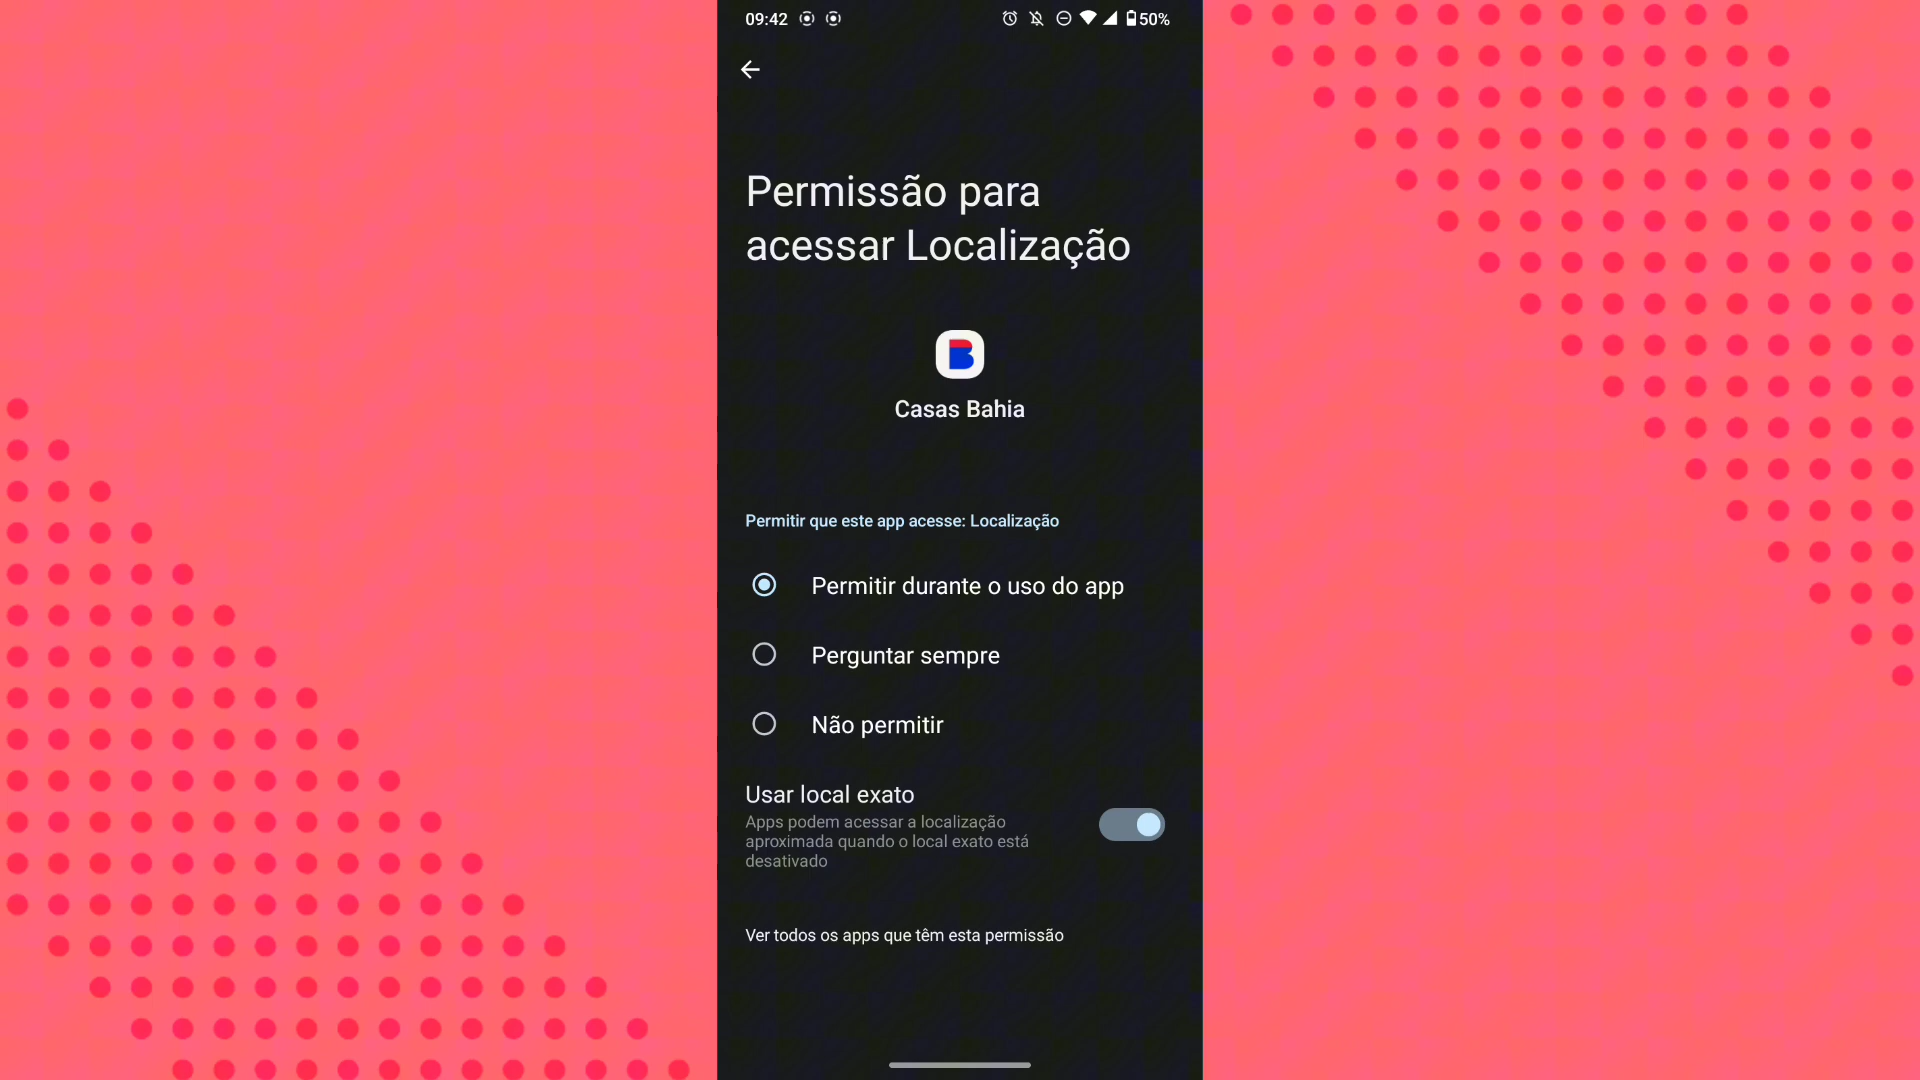 09:42 50%
Permissão para
acessar Localização
Casas Bahia
Permitir que este app acesse: Localização
Permitir durante o uso do app
Perguntar sempre
Não permitir
Usar local exato
Apps podem acessar a localização
aproximada quando o local exato está
desativado
Ver todos os apps que têm esta permissão